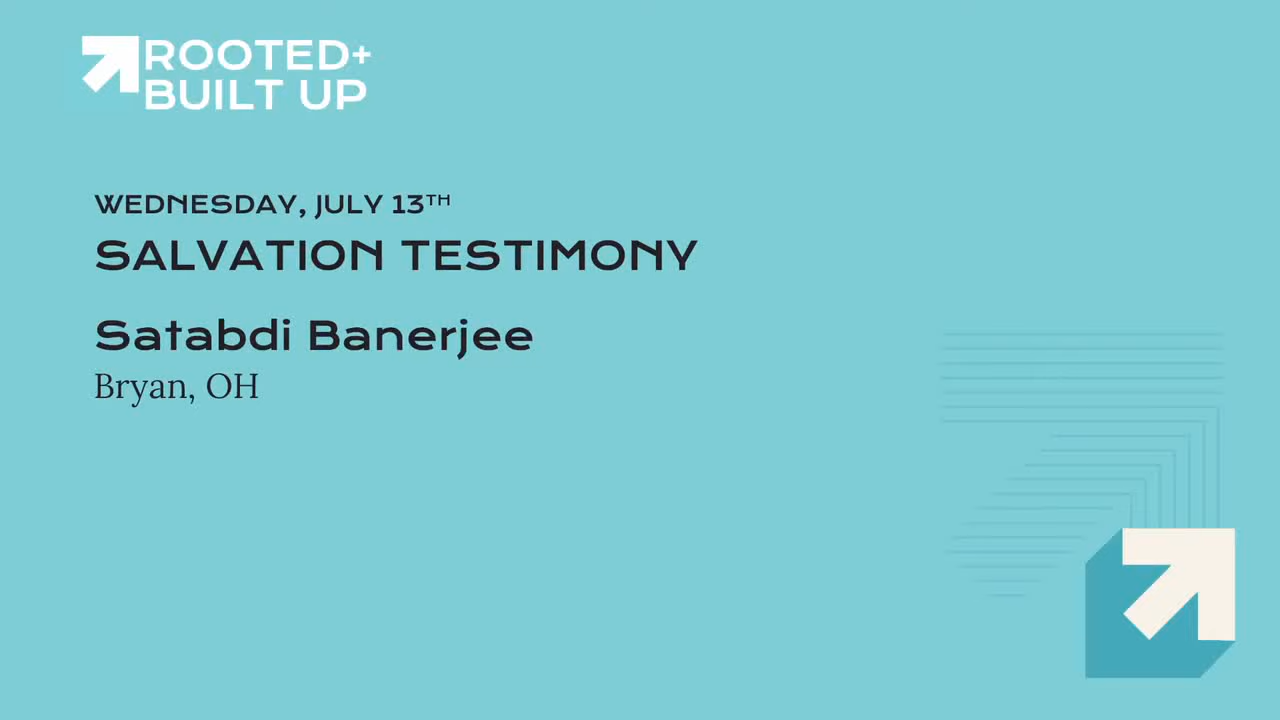 ROOTED+
BUILT UP
WEDNESDAY, JULY 13TH
SALVATION TESTIMONY
Satabdi Banerjee
Bryan, OH